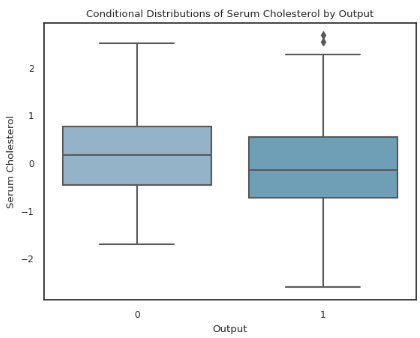 Conditional Distributions of Serum Cholesterol by Output
Serum Cholesterol
2
1
0
−1
−2
0
1
Output